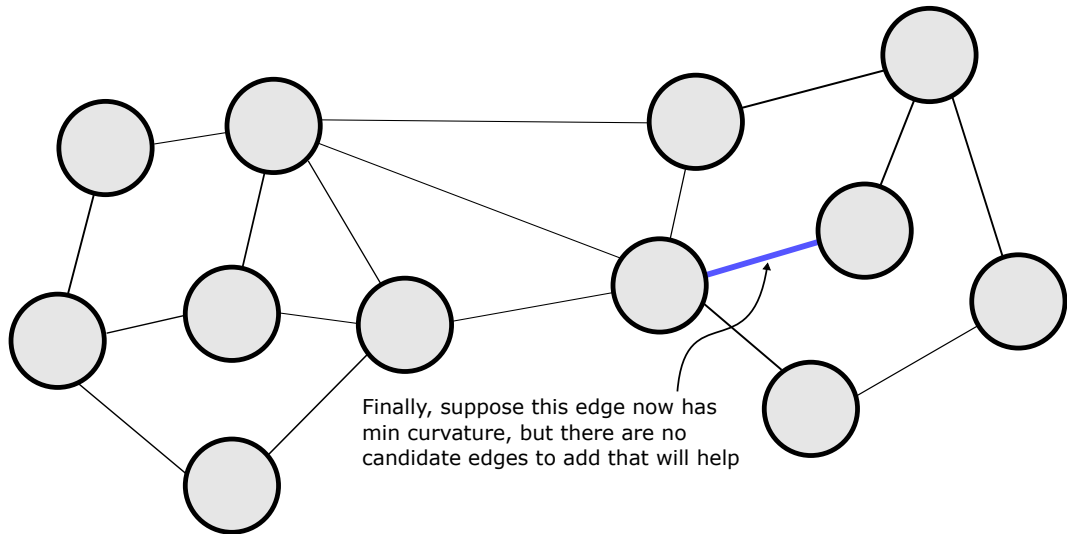 Finally, suppose this edge now has
min curvature, but there are no
candidate edges to add that will help